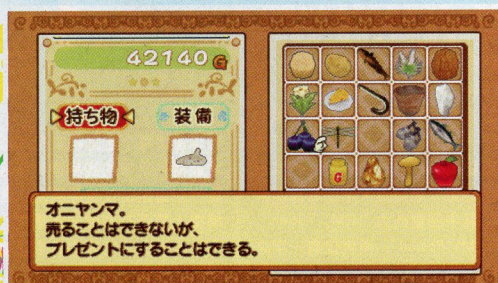 42140 G
持ち物
装備
G
オニヤンマ。
売ることはできないが、
プレゼントにすることはできる。